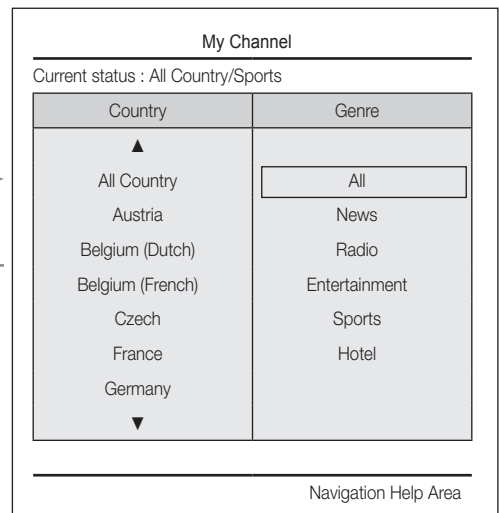 My Channel
Current status : All Country/Sports
Country Genre
▲
All Country All
Austria News
Belgium (Dutch) Radio
Belgium (French) Entertainment
Czech Sports
France Hotel
Germany
▼
Navigation Help Area